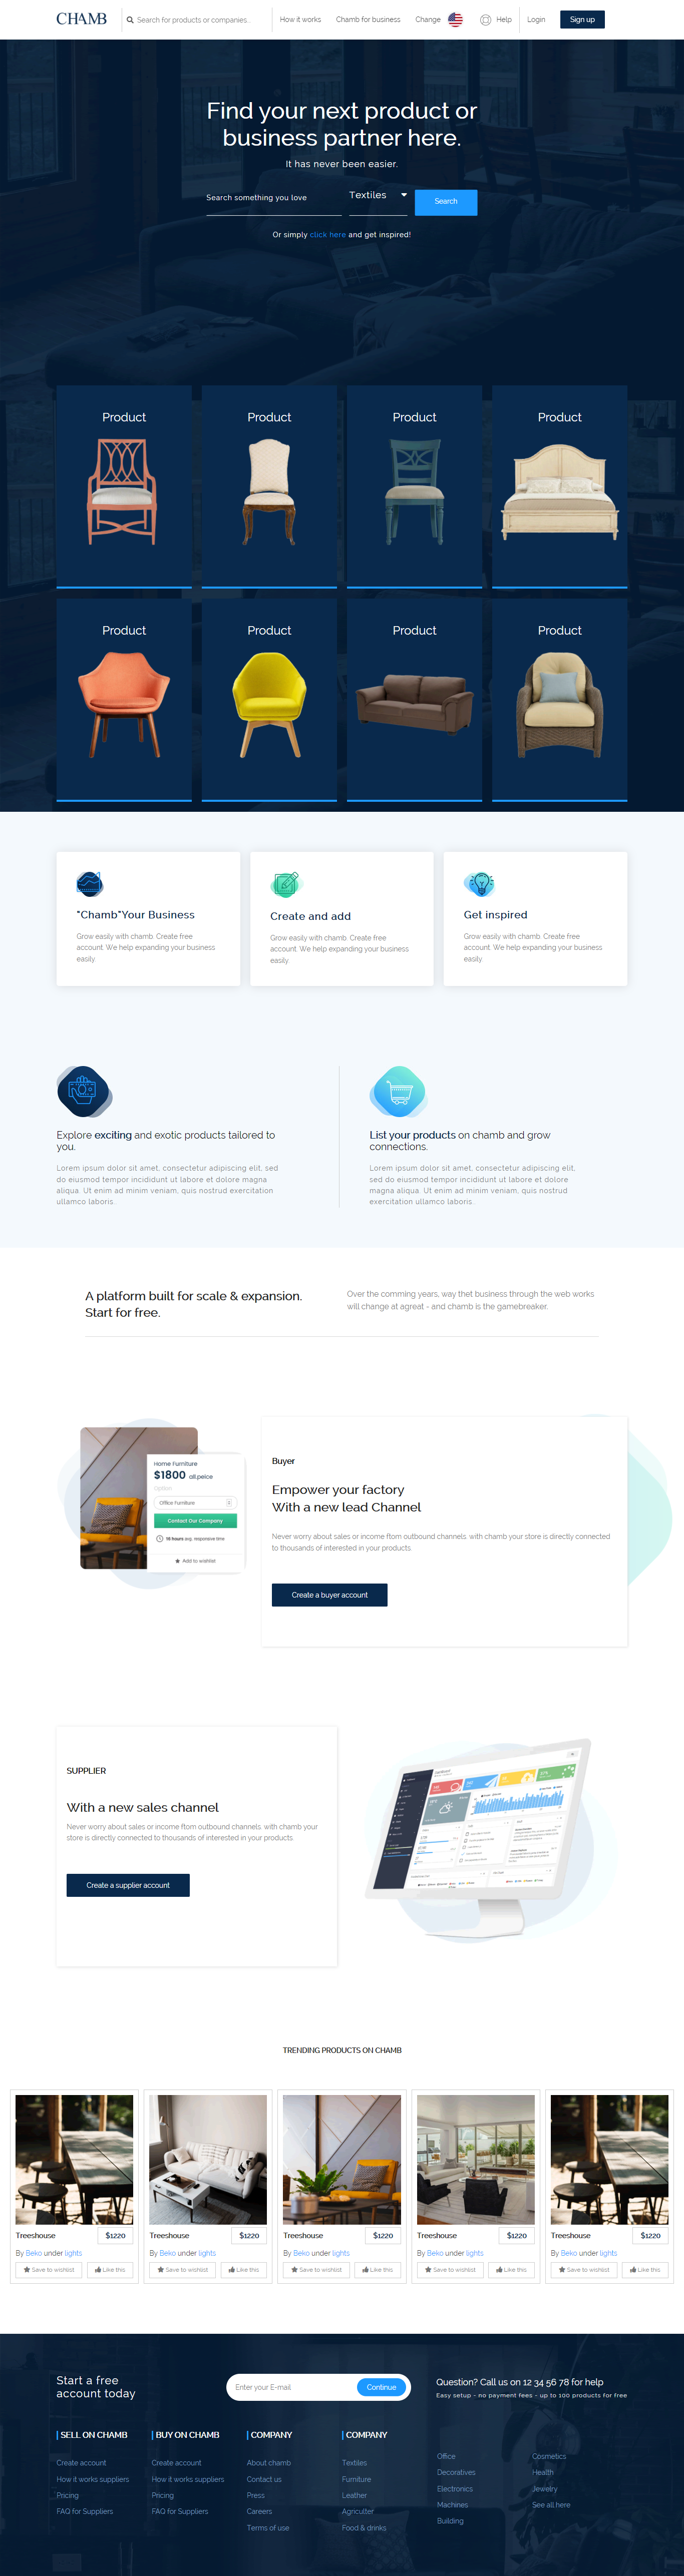 CHAMB
Search for products or companies...
How it works
Chamb for business
Change
Help
Login
Sign up
Find your next product or
business partner here.
It has never been easier.
Search something you love
Textiles
Search
Or simply click here and get inspired!
Product
Product
Product
Product
Product
Product
Product
Product
"Chamb"Your Business
Grow easily with chamb. Create free
account. We help expanding your business
easily.
Create and add
Grow easily with chamb. Create free
account. We help expanding your business
easily.
Get inspired
Grow easily with chamb. Create free
account. We help expanding your business
easily.
Explore exciting and exotic products tailored to
you.
Lorem ipsum dolor sit amet, consectetur adipiscing elit, sed
do eiusmod tempor incididunt ut labore et dolore magna
aliqua. Ut enim ad minim veniam, quis nostrud exercitation
ullamco laboris.
List your products on chamb and grow
connections.
Lorem ipsum dolor sit amet, consectetur adipiscing elit,
sed do eiusmod tempor incididunt ut labore et dolore
magna aliqua. Ut enim ad minim veniam, quis nostrud
exercitation ullamco laboris.
A platform built for scale & expansion.
Start for free.
Over the comming years, way thet business through the web works
will change at agreat - and chamb is the gamebreaker.
Home Furniture
$1800 all.peice
option
Office Furniture
Contact Our Company
16 hours avg. responsive time
Add to wishlist
Buyer
Empower your factory
With a new lead Channel
Never worry about sales or income ftom outbound channels. with chamb your store is directly connected
to thousands of interested in your products
Create a buyer account
SUPPLIER
With a new sales channel
Never worry about sales or income ftom outbound channels. with chamb your
store is directly connected to thousands of interested in your products
Create a supplier account
TRENDING PRODUCTS ON CHAMB
Treeshouse
$1220
By Beko under lights
Save to wishlist
Like this
Treeshouse
$1220
By Beko under lights
Save to wishlist
Like this
Treeshouse
$1220
By Beko under lights
Save to wishlist
Like this
Treeshouse
$1220
By Beko under lights
Save to wishlist
Like this
Treeshouse
$1220
By Beko under lights
Save to wishlist
Like this
Start a free
account today
Enter your E-mail
Continue
Question? Call us on 12 34 56 78 for help
Easy setup - no payment fees - up to 100 products for free
SELL ON CHAMB
Create account
How it works suppliers
Pricing
FAQ for Suppliers
BUY ON CHAMB
Create account
How it works suppliers
Pricing
FAQ for Suppliers
COMPANY
About chamb
Contact us
Press
Careers
Terms of use
COMPANY
Textiles
Furniture
Leather
Agriculter
Food & drinks
Office
Decoratives
Electronics
Machines
Building
Cosmetics
Health
Jewelry
See all here